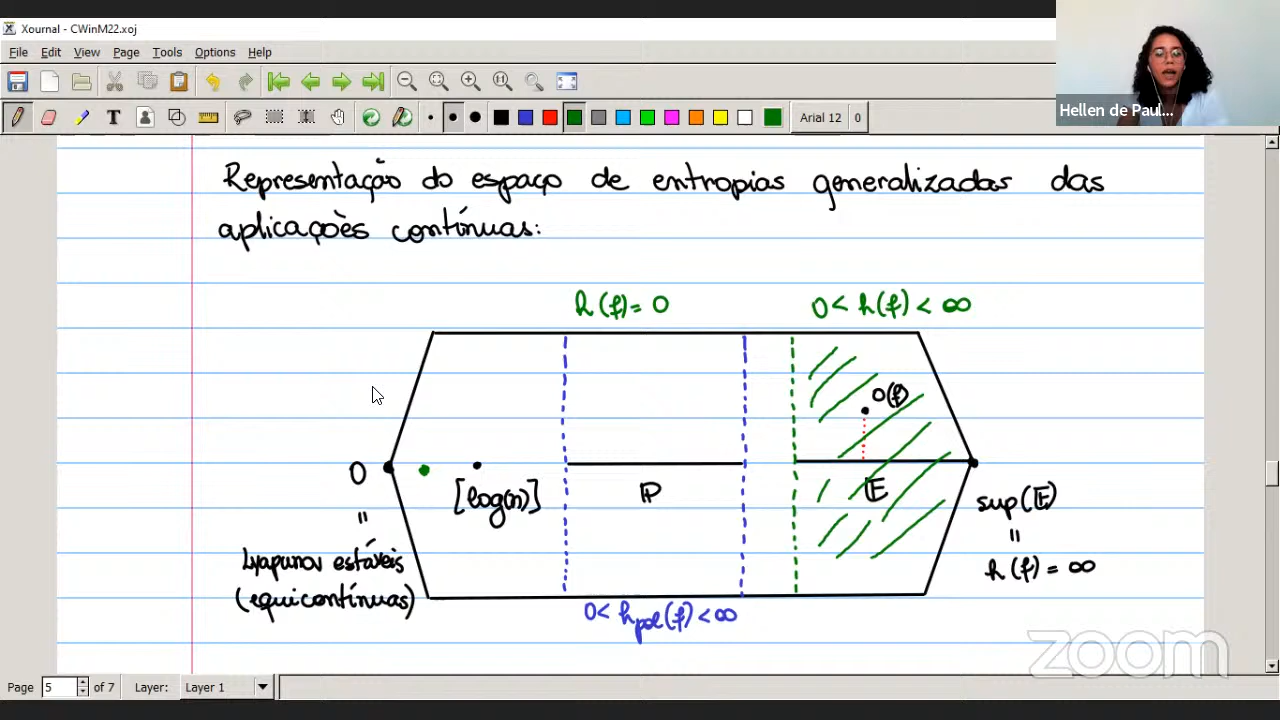 Xournal - CWinM22.xoj
File Edit View Page Tools Options Help
Arial 12 0
Hellen de Paul...
Representação do espaço de entropias generalizadas das
aplicações contínuas:
h(f)=0
0 < h(f) < ∞
o(f)
0
[log(n)]
ℙ
𝔼
sup(𝔼)
=
h(f) = ∞
=
Lyapunov estáveis
(equicontínuas)
0< h_pol(f) < ∞
zoom
Page 5 of 7 Layer: Layer 1